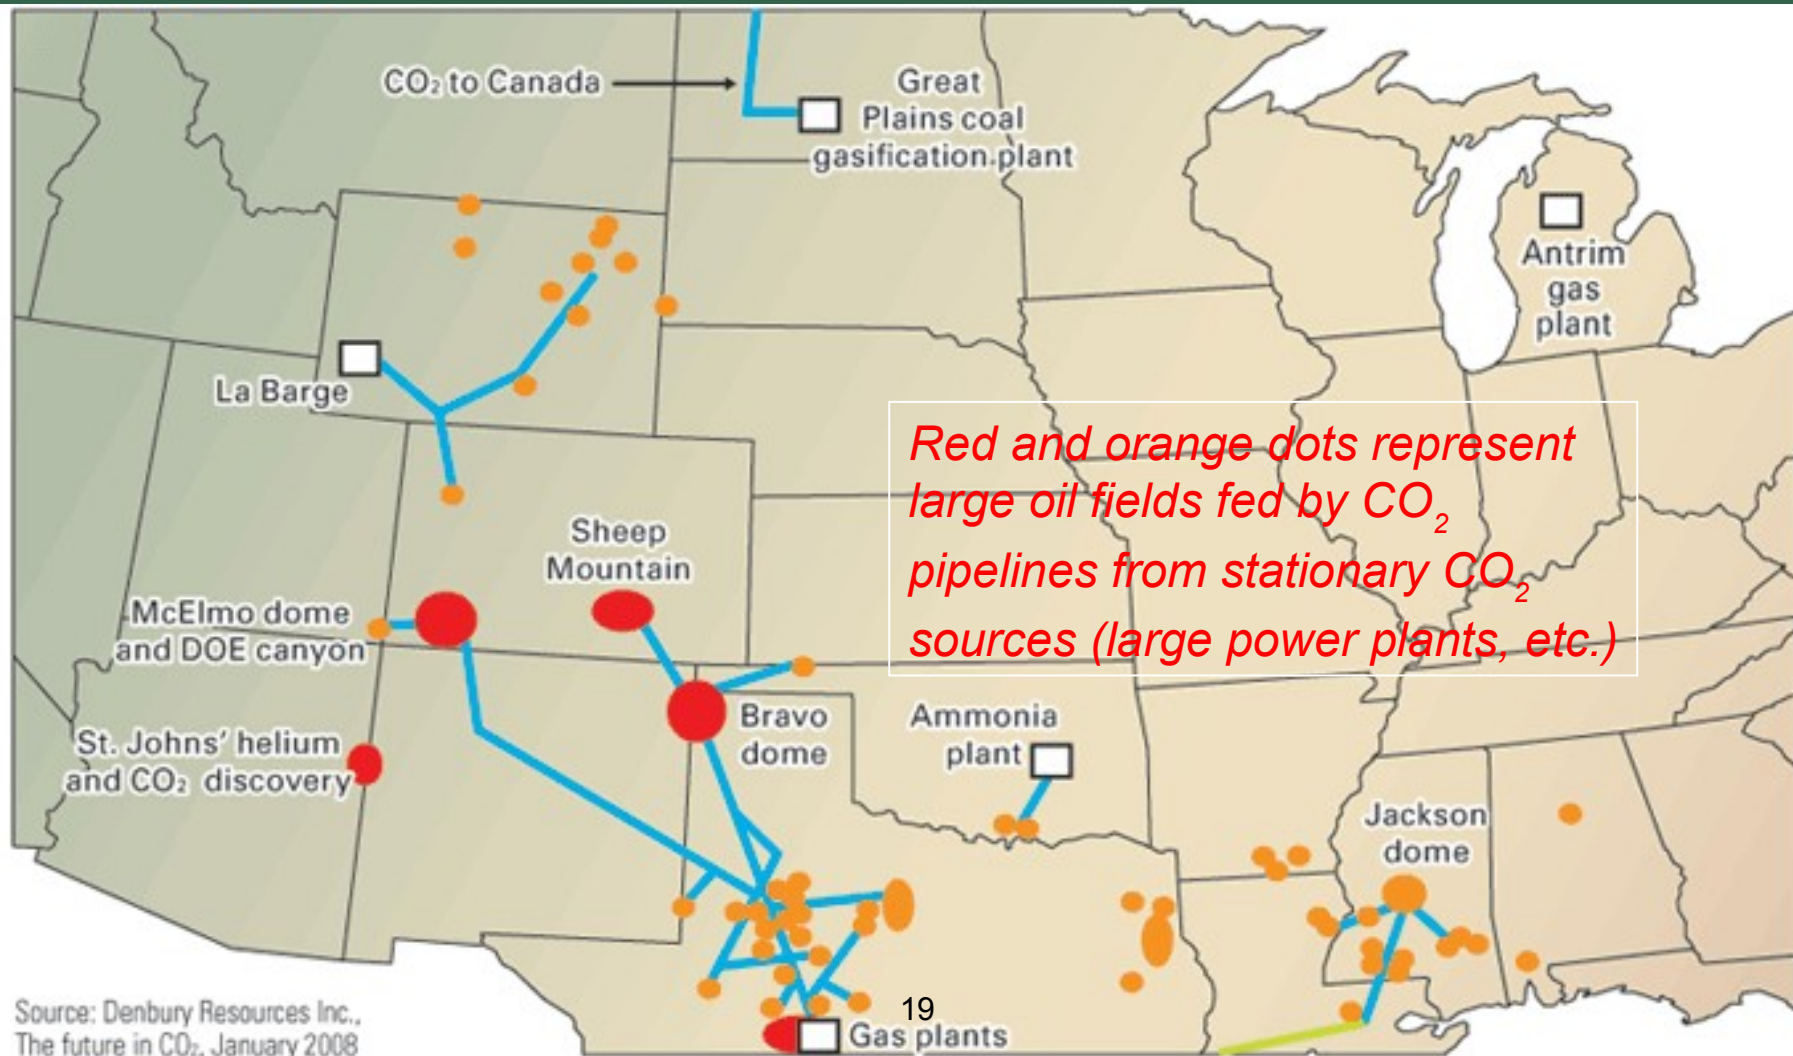 CO₂ to Canada
Great
Plains coal
gasification plant
Antrim
gas
plant
La Barge
Red and orange dots represent
large oil fields fed by CO₂
pipelines from stationary CO₂
sources (large power plants, etc.)
Sheep
Mountain
McElmo dome
and DOE canyon
Bravo
dome
Ammonia
plant
St. Johns’ helium
and CO₂ discovery
Jackson
dome
19
Gas plants
Source: Denbury Resources Inc.,
The future in CO₂, January 2008